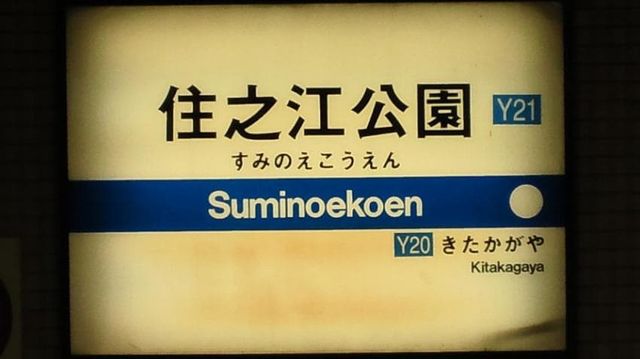 住之江公園 Y21
すみのえこうえん
Suminoekoen
Y20 きたかがや
Kitakagaya